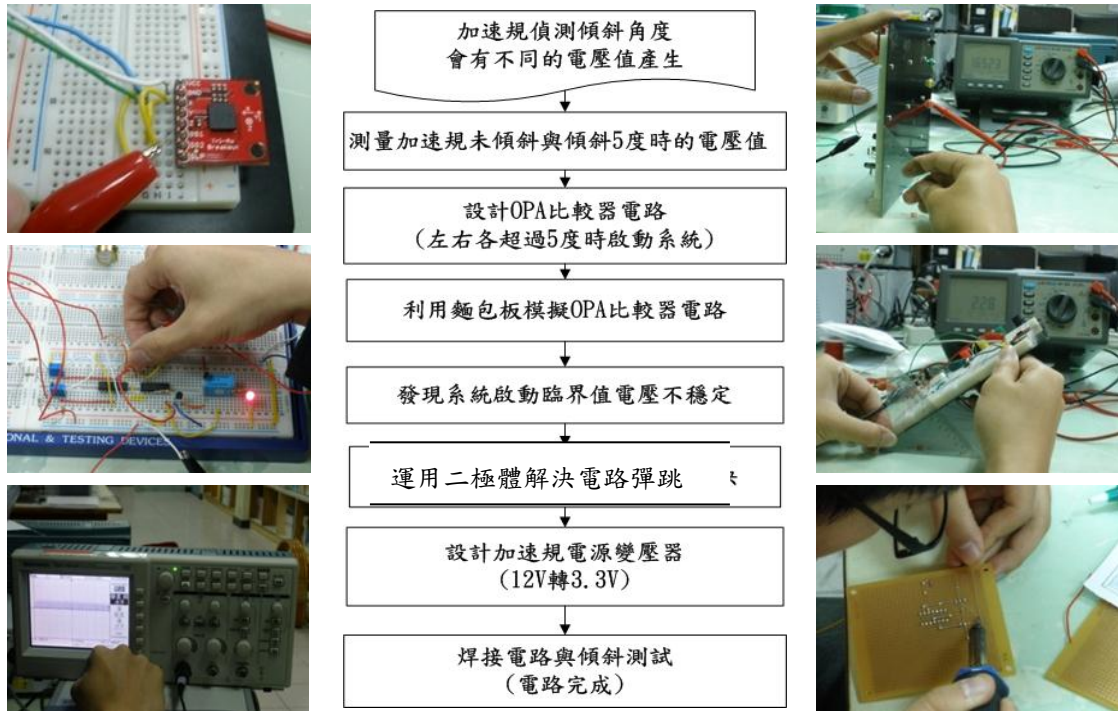 加速規偵測傾斜角度
會有不同的電壓值產生
測量加速規未傾斜與傾斜5度時的電壓值
設計OPA比較器電路
(左右各超過5度時啟動系統)
利用麵包板模擬OPA比較器電路
發現系統啟動臨界值電壓不穩定
運用二極體解決電路彈跳
設計加速規電源變壓器
(12V轉3.3V)
焊接電路與傾斜測試
(電路完成)
VCC
GND
ONAL & TESTING DEVICES